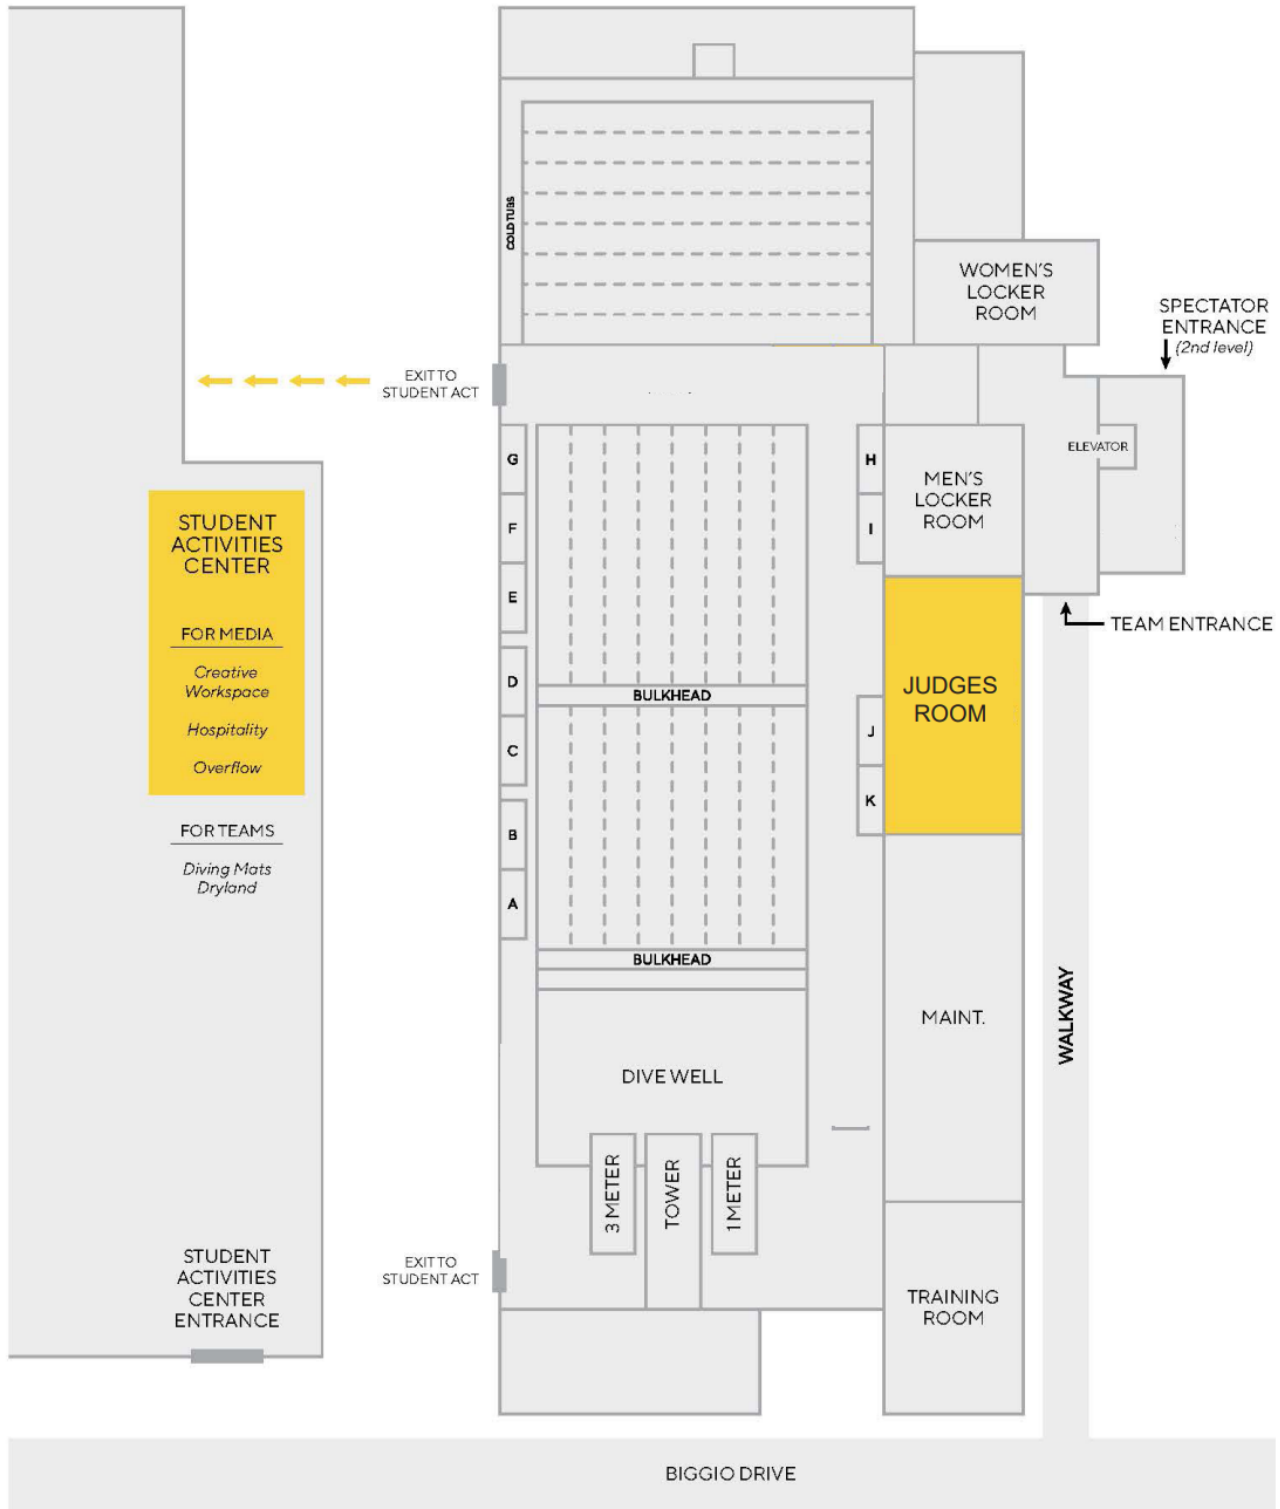 COLD TUBS
WOMEN'S
LOCKER
ROOM
SPECTATOR
ENTRANCE
(2nd level)
EXIT TO
STUDENT ACT
ELEVATOR
G
F
E
D
C
B
A
H
I
J
K
MEN'S
LOCKER
ROOM
STUDENT
ACTIVITIES
CENTER
FOR MEDIA
Creative
Workspace
Hospitality
Overflow
FOR TEAMS
Diving Mats
Dryland
TEAM ENTRANCE
JUDGES
ROOM
BULKHEAD
BULKHEAD
MAINT.
WALKWAY
DIVE WELL
3 METER
TOWER
1 METER
EXIT TO
STUDENT ACT
STUDENT
ACTIVITIES
CENTER
ENTRANCE
TRAINING
ROOM
BIGGIO DRIVE